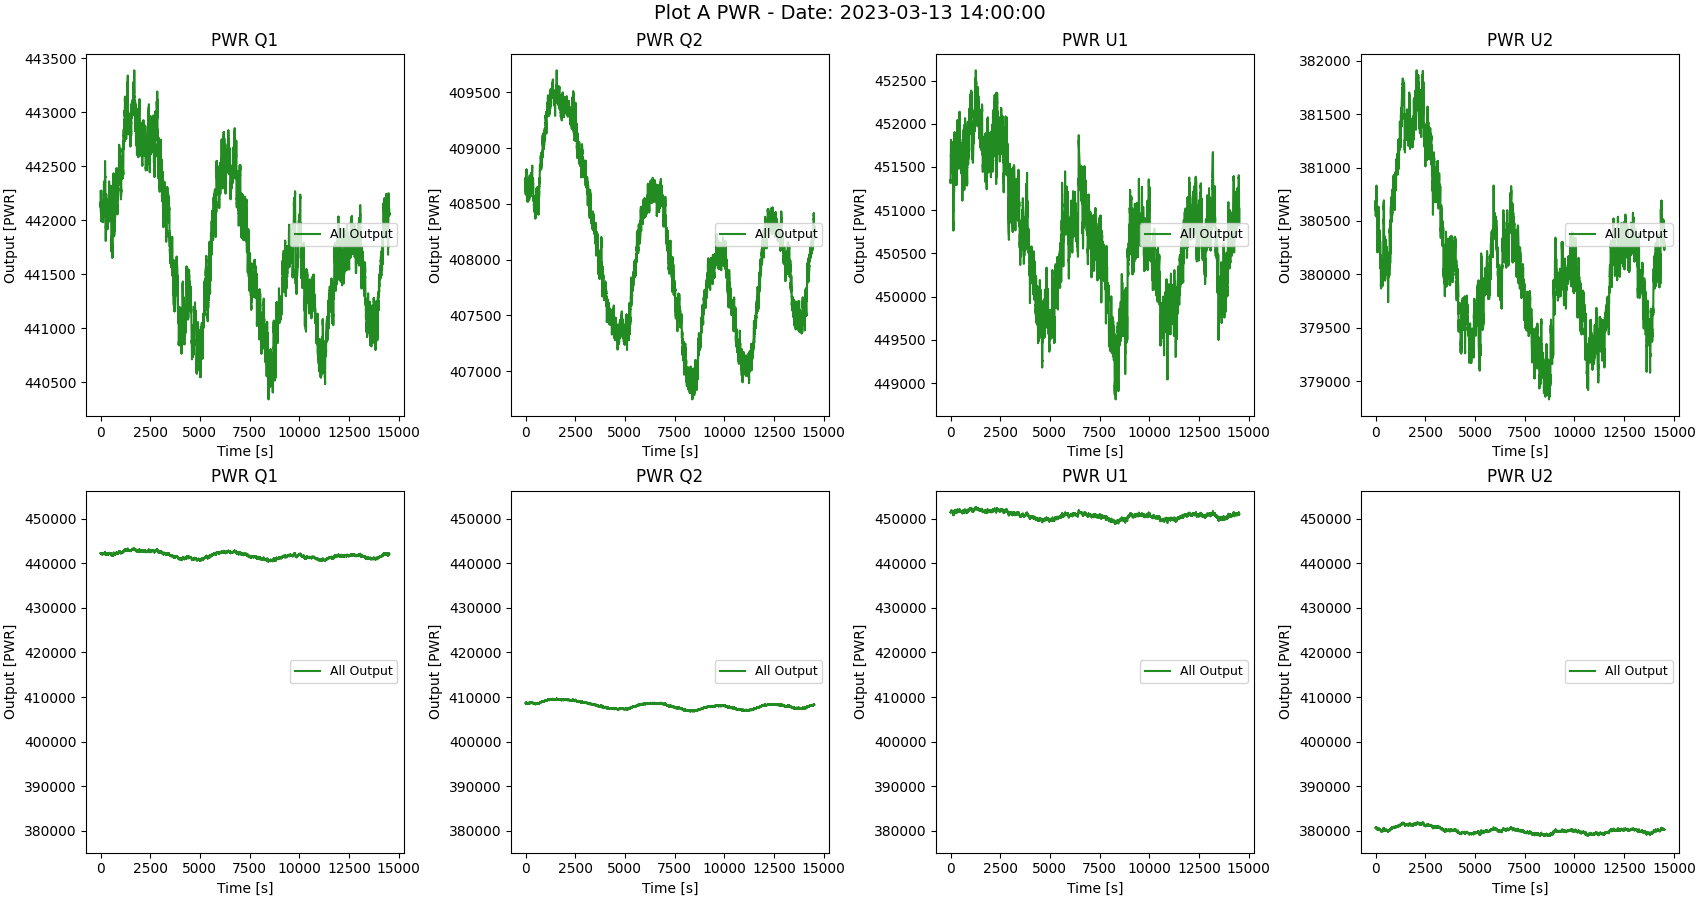 Plot A PWR - Date: 2023-03-13 14:00:00
PWR Q1
443500
443000
442500
442000
441500
441000
440500
Output [PWR]
All Output
0 2500 5000 7500 10000 12500 15000
Time [s]
PWR Q2
409500
409000
408500
408000
407500
407000
Output [PWR]
All Output
0 2500 5000 7500 10000 12500 15000
Time [s]
PWR U1
452500
452000
451500
451000
450500
450000
449500
449000
Output [PWR]
All Output
0 2500 5000 7500 10000 12500 15000
Time [s]
PWR U2
382000
381500
381000
380500
380000
379500
379000
Output [PWR]
All Output
0 2500 5000 7500 10000 12500 15000
Time [s]
PWR Q1
450000
440000
430000
420000
410000
400000
390000
380000
Output [PWR]
All Output
0 2500 5000 7500 10000 12500 15000
Time [s]
PWR Q2
450000
440000
430000
420000
410000
400000
390000
380000
Output [PWR]
All Output
0 2500 5000 7500 10000 12500 15000
Time [s]
PWR U1
450000
440000
430000
420000
410000
400000
390000
380000
Output [PWR]
All Output
0 2500 5000 7500 10000 12500 15000
Time [s]
PWR U2
450000
440000
430000
420000
410000
400000
390000
380000
Output [PWR]
All Output
0 2500 5000 7500 10000 12500 15000
Time [s]